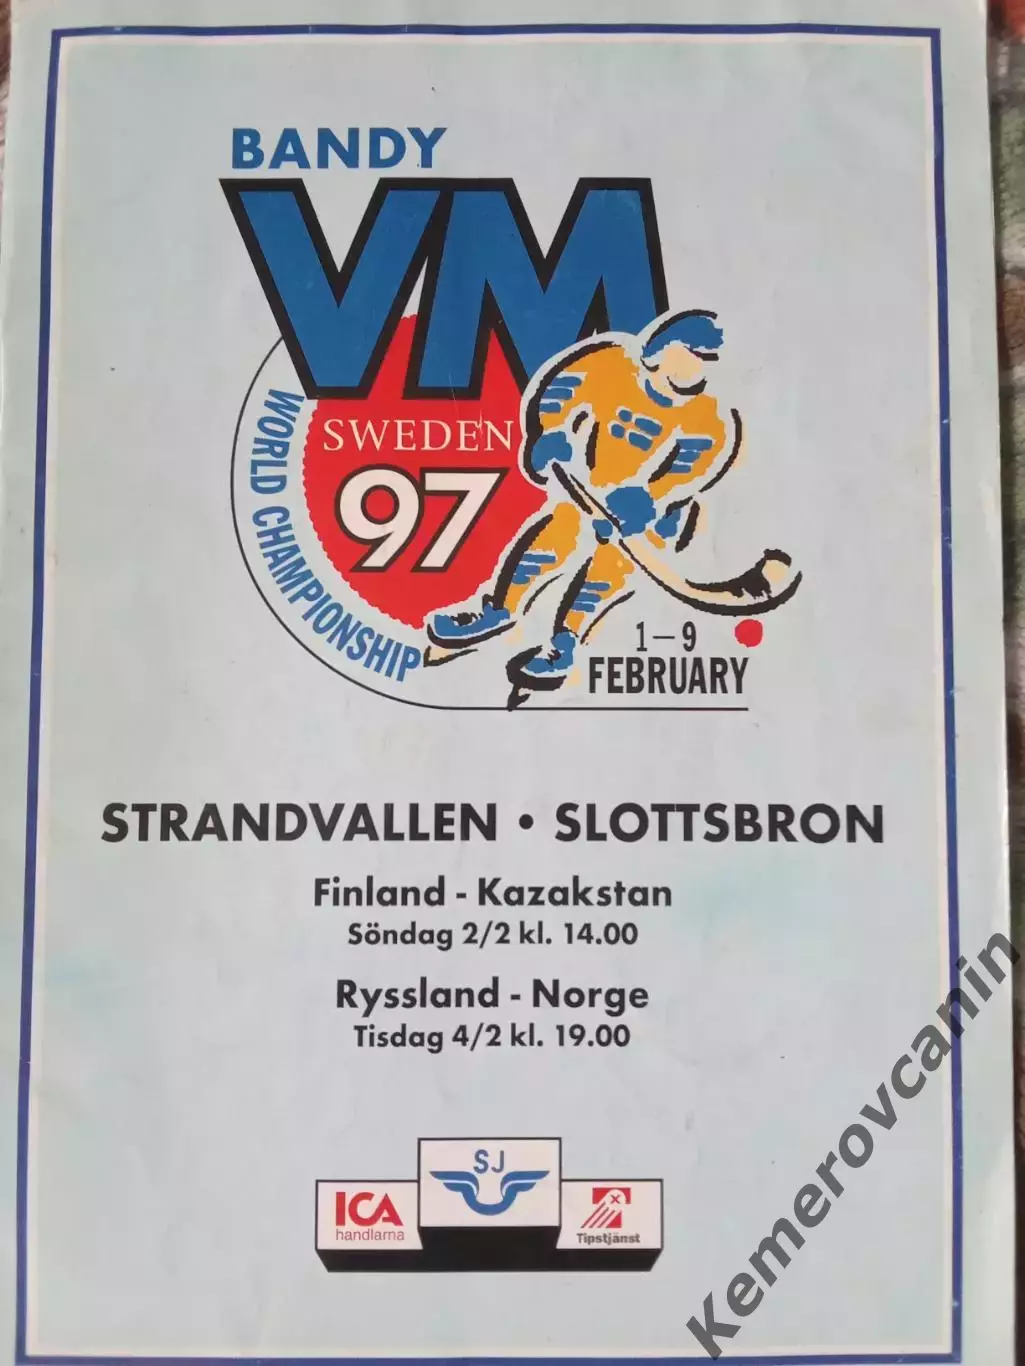 BANDY
VM
SWEDEN
97
WORLD CHAMPIONSHIP
1–9
FEBRUARY
STRANDVALLEN • SLOTTSBRON
Finland - Kazakstan
Söndag 2/2 kl. 14.00
Ryssland - Norge
Tisdag 4/2 kl. 19.00
SJ
ICA
handlarna
Tipstjänst
Kemerovcanin